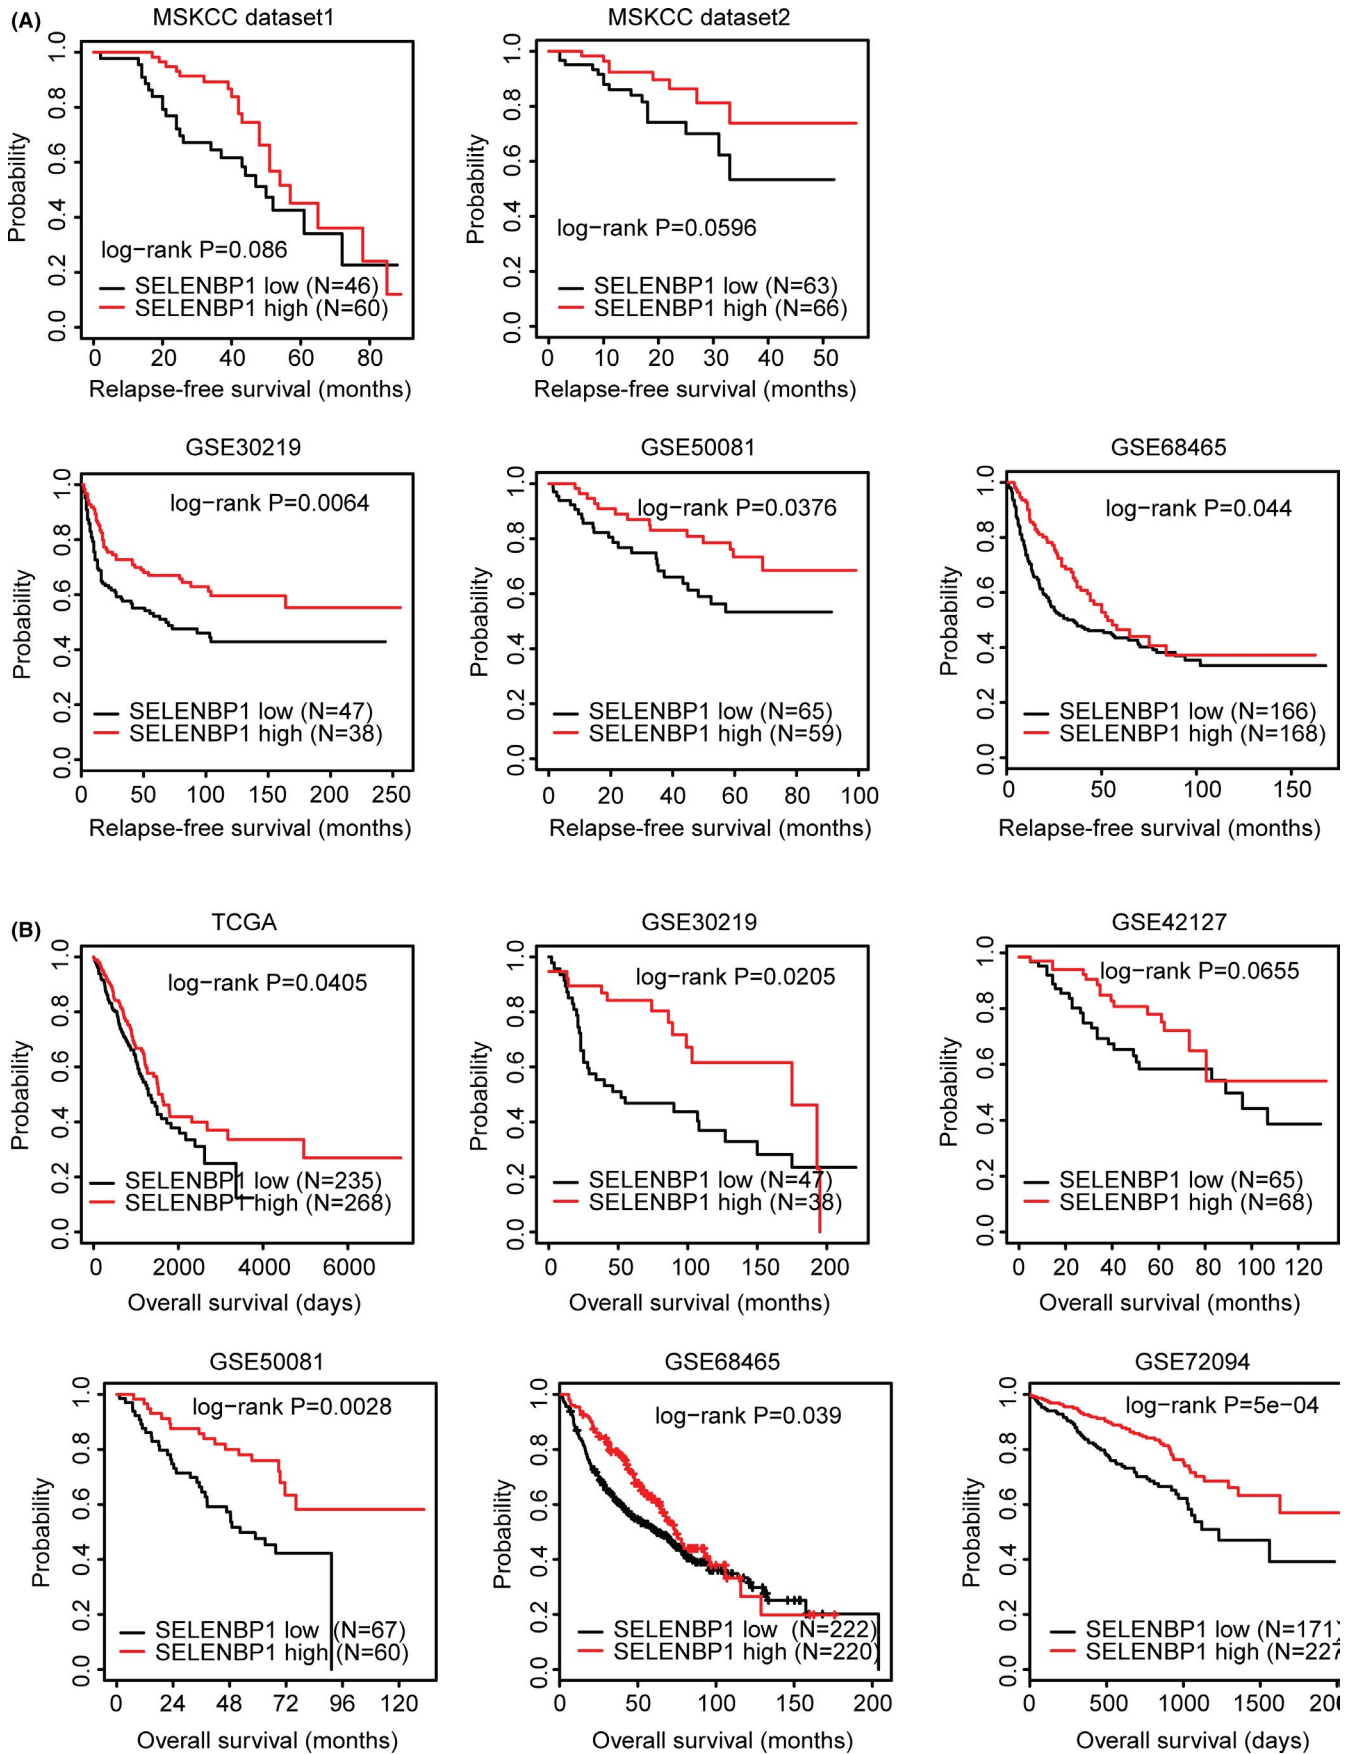 (A)
MSKCC dataset1
Probability
0.0 0.2 0.4 0.6 0.8 1.0
log−rank P=0.086
SELENBP1 low (N=46)
SELENBP1 high (N=60)
0 20 40 60 80
Relapse-free survival (months)
MSKCC dataset2
Probability
0.0 0.2 0.4 0.6 0.8 1.0
log−rank P=0.0596
SELENBP1 low (N=63)
SELENBP1 high (N=66)
0 10 20 30 40 50
Relapse-free survival (months)
GSE30219
Probability
0.0 0.2 0.4 0.6 0.8 1.0
log−rank P=0.0064
SELENBP1 low (N=47)
SELENBP1 high (N=38)
0 50 100 150 200 250
Relapse-free survival (months)
GSE50081
Probability
0.0 0.2 0.4 0.6 0.8 1.0
log−rank P=0.0376
SELENBP1 low (N=65)
SELENBP1 high (N=59)
0 20 40 60 80 100
Relapse-free survival (months)
GSE68465
Probability
0.0 0.2 0.4 0.6 0.8 1.0
log−rank P=0.044
SELENBP1 low (N=166)
SELENBP1 high (N=168)
0 50 100 150
Relapse-free survival (months)
(B)
TCGA
Probability
0.0 0.2 0.4 0.6 0.8 1.0
log−rank P=0.0405
SELENBP1 low (N=235)
SELENBP1 high (N=268)
0 2000 4000 6000
Overall survival (days)
GSE30219
Probability
0.0 0.2 0.4 0.6 0.8 1.0
log−rank P=0.0205
SELENBP1 low (N=47)
SELENBP1 high (N=38)
0 50 100 150 200
Overall survival (months)
GSE42127
Probability
0.0 0.2 0.4 0.6 0.8 1.0
log−rank P=0.0655
SELENBP1 low (N=65)
SELENBP1 high (N=68)
0 20 40 60 80 100 120
Overall survival (months)
GSE50081
Probability
0.0 0.2 0.4 0.6 0.8 1.0
log−rank P=0.0028
SELENBP1 low (N=67)
SELENBP1 high (N=60)
0 24 48 72 96 120
Overall survival (months)
GSE68465
Probability
0.0 0.2 0.4 0.6 0.8 1.0
log−rank P=0.039
SELENBP1 low (N=222)
SELENBP1 high (N=220)
0 50 100 150 200
Overall survival (months)
GSE72094
Probability
0.0 0.2 0.4 0.6 0.8 1.0
log−rank P=5e−04
SELENBP1 low (N=171)
SELENBP1 high (N=227
0 500 1000 1500
Overall survival (days)